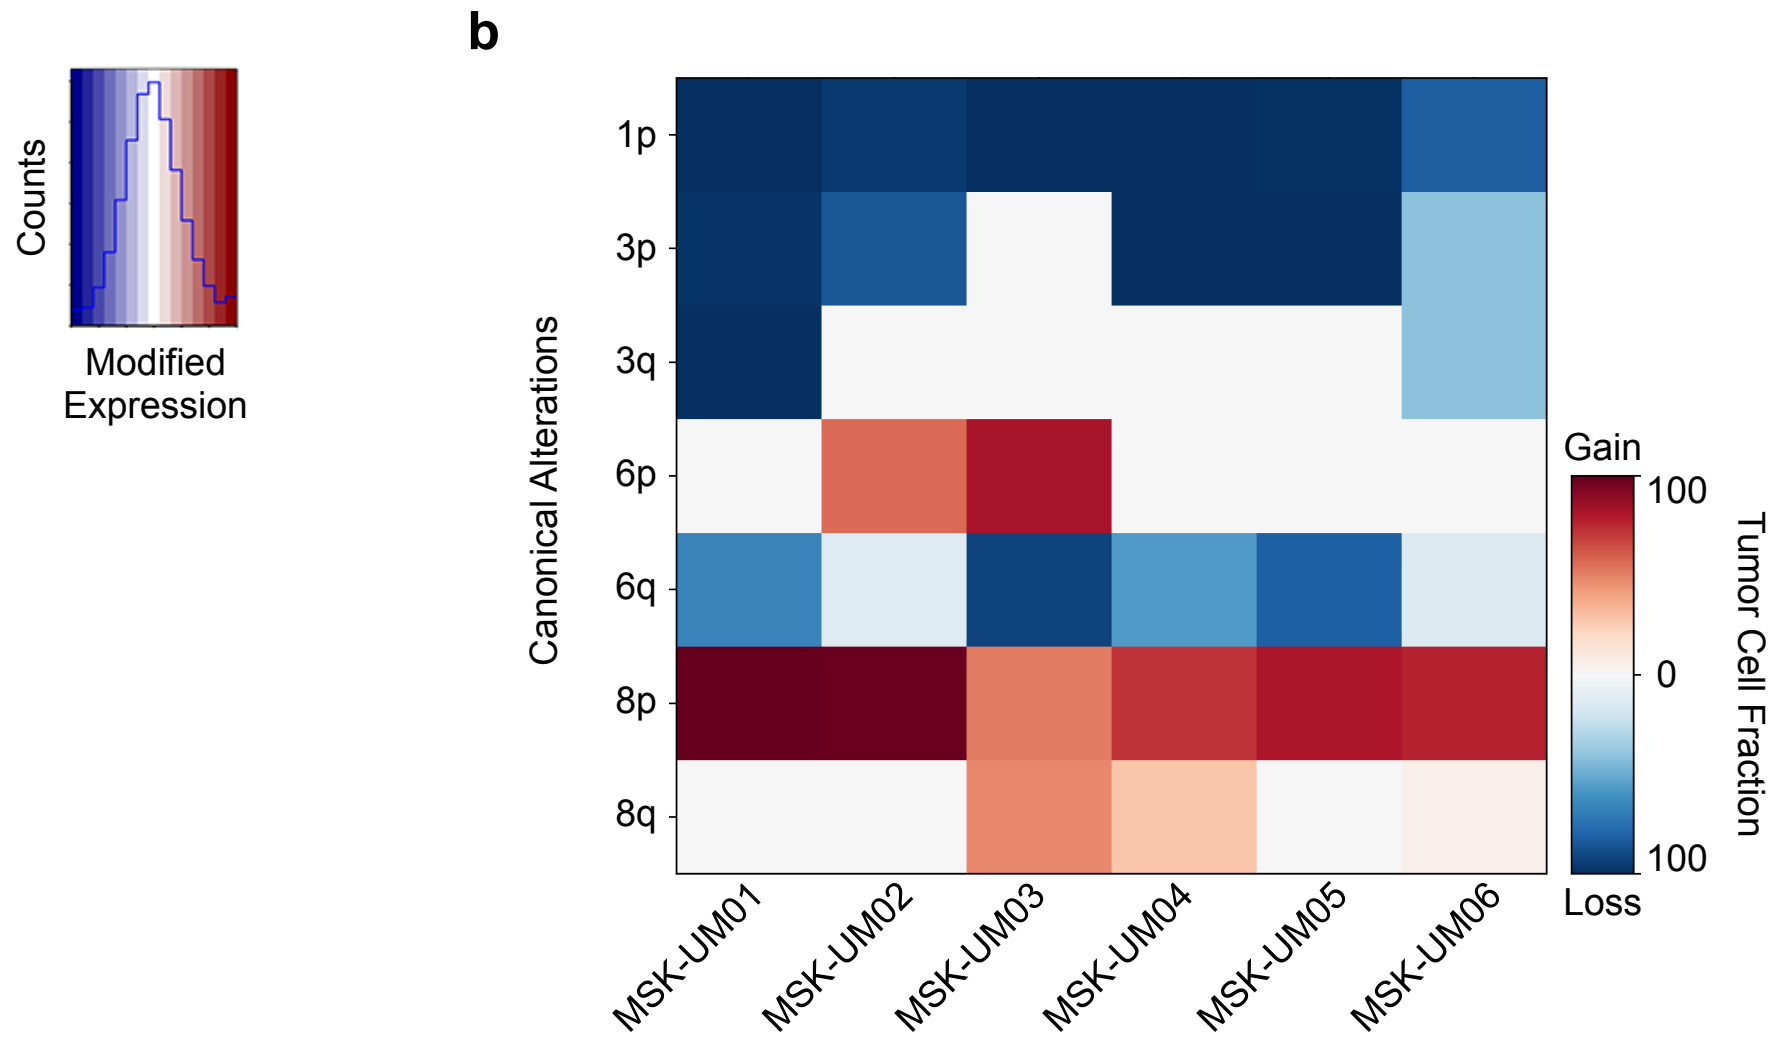 b
Counts
Modified
Expression
Canonical Alterations
1p
3p
3q
6p
6q
8p
8q
MSK-UM01
MSK-UM02
MSK-UM03
MSK-UM04
MSK-UM05
MSK-UM06
Gain
100
0
100
Loss
Tumor Cell Fraction